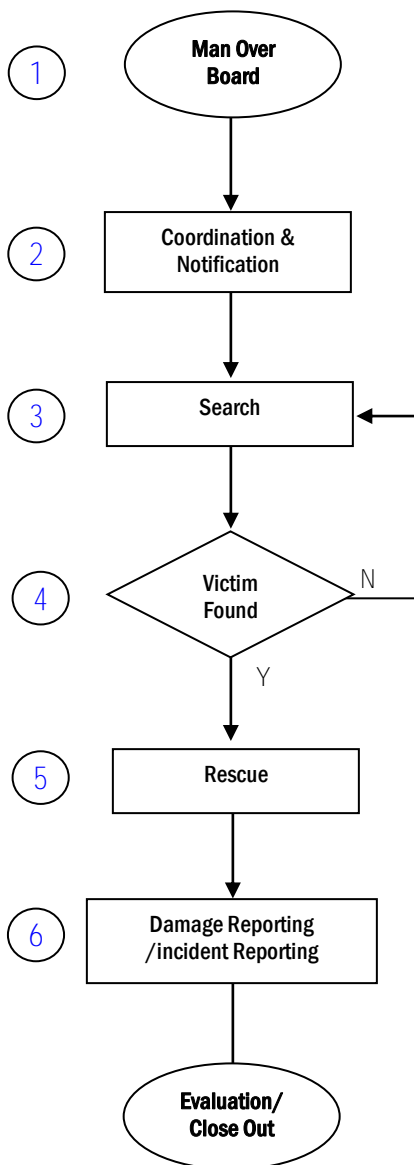 1
Man Over
Board
2
Coordination &
Notification
3
Search
4
Victim
Found
N
Y
5
Rescue
6
Damage Reporting
/incident Reporting
Evaluation/
Close Out